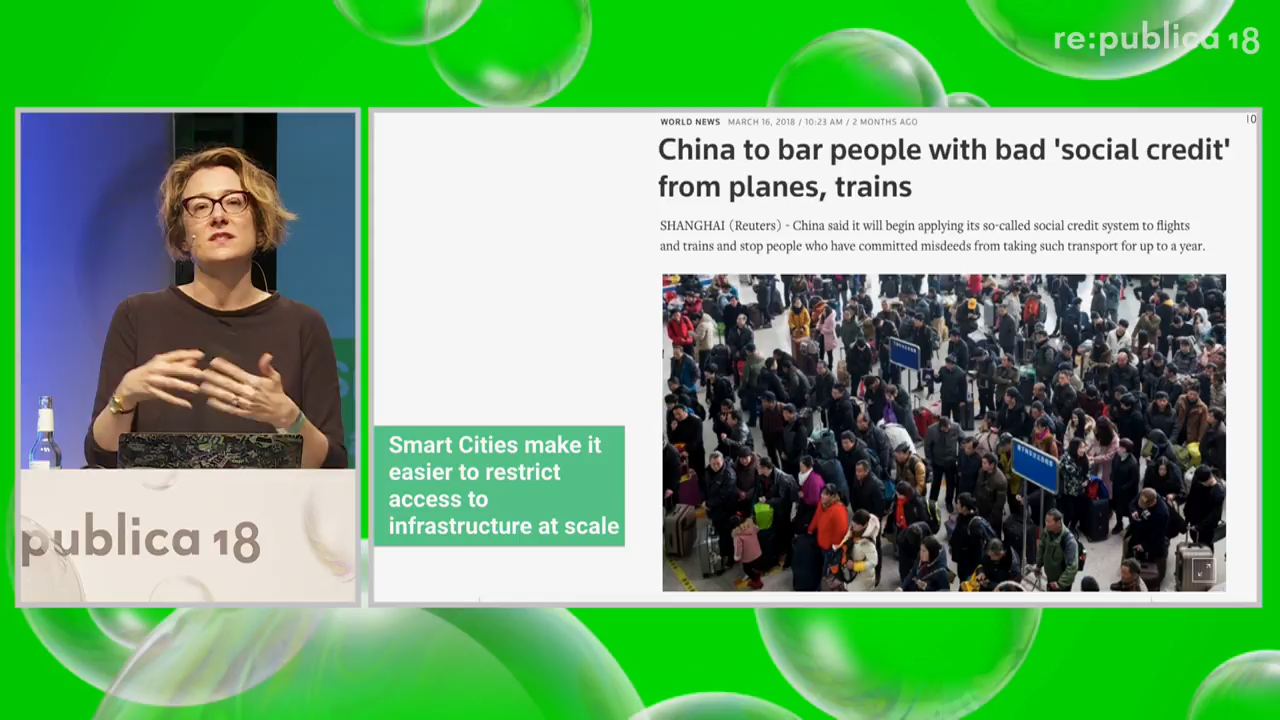 re:publica 18
WORLD NEWS MARCH 16, 2018 / 10:23 AM / 2 MONTHS AGO
10
China to bar people with bad 'social credit'
from planes, trains
SHANGHAI (Reuters) - China said it will begin applying its so-called social credit system to flights
and trains and stop people who have committed misdeeds from taking such transport for up to a year.
Smart Cities make it
easier to restrict
access to
infrastructure at scale
publica 18